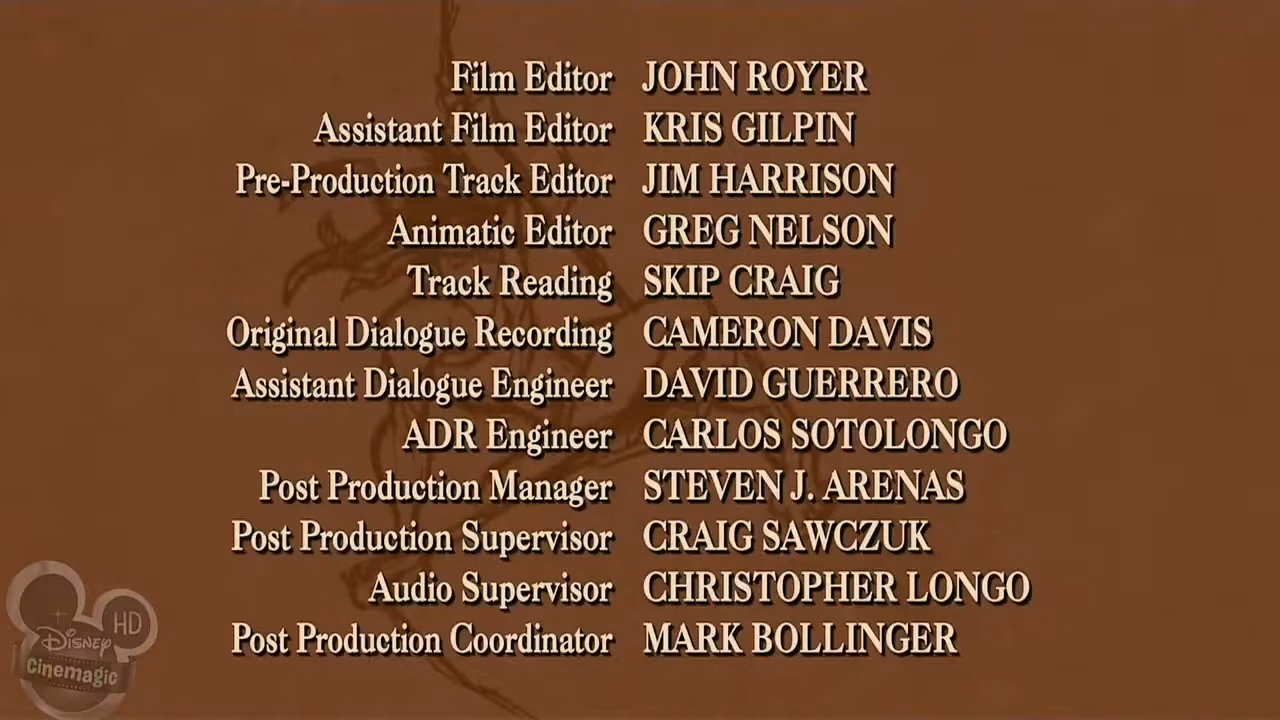 Film Editor JOHN ROYER
Assistant Film Editor KRIS GILPIN
Pre-Production Track Editor JIM HARRISON
Animatic Editor GREG NELSON
Track Reading SKIP CRAIG
Original Dialogue Recording CAMERON DAVIS
Assistant Dialogue Engineer DAVID GUERRERO
ADR Engineer CARLOS SOTOLONGO
Post Production Manager STEVEN J. ARENAS
Post Production Supervisor CRAIG SAWCZUK
Audio Supervisor CHRISTOPHER LONGO
Post Production Coordinator MARK BOLLINGER
HD
Disney
Cinemagic